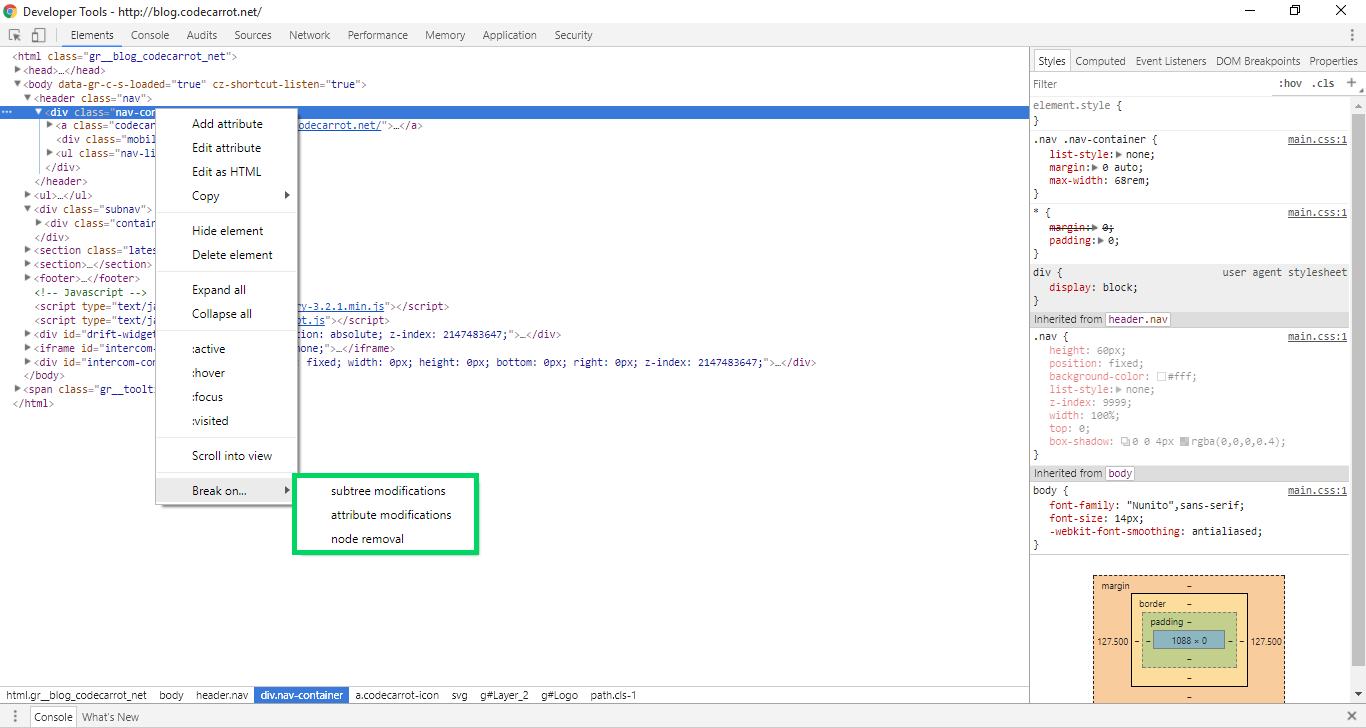 Developer Tools - http://blog.codecarrot.net/
Elements Console Audits Sources Network Performance Memory Application Security
<html class="gr__blog_codecarrot_net">
<head>…</head>
<body data-gr-c-s-loaded="true" cz-shortcut-listen="true">
<header class="nav">
<div class="nav-con
<a class="codecar odecarrot.net/">…</a>
<div class="mobil
<ul class="nav-li
</div>
</header>
<ul>…</ul>
<div class="subnav">
<div class="contain
</div>
<section class="lates
<section>…</section>
<footer>…</footer>
<!-- Javascript -->
<script type="text/ja y-3.2.1.min.js"></script>
<script type="text/ja pt.js"></script>
<div id="drift-widget tion: absolute; z-index: 2147483647;">…</div>
<iframe id="intercom- none;">…</iframe>
<div id="intercom-con fixed; width: 0px; height: 0px; bottom: 0px; right: 0px; z-index: 2147483647;">…</div>
</body>
<span class="gr__toolti
</html>
Add attribute
Edit attribute
Edit as HTML
Copy
Hide element
Delete element
Expand all
Collapse all
:active
:hover
:focus
:visited
Scroll into view
Break on...
subtree modifications
attribute modifications
node removal
Styles Computed Event Listeners DOM Breakpoints Properties
Filter :hov .cls +
element.style {
}
.nav .nav-container { main.css:1
list-style: none;
margin: 0 auto;
max-width: 68rem;
}
* { main.css:1
margin: 0;
padding: 0;
}
div { user agent stylesheet
display: block;
}
Inherited from header.nav
.nav { main.css:1
height: 60px;
position: fixed;
background-color: #fff;
list-style: none;
z-index: 9999;
width: 100%;
top: 0;
box-shadow: 0 0 4px rgba(0,0,0,0.4);
}
Inherited from body
body { main.css:1
font-family: "Nunito",sans-serif;
font-size: 14px;
-webkit-font-smoothing: antialiased;
}
margin –
border –
padding –
127.500 – – 1088 × 0 – – 127.500
–
–
–
html.gr__blog_codecarrot_net body header.nav div.nav-container a.codecarrot-icon svg g#Layer_2 g#Logo path.cls-1
Console What's New